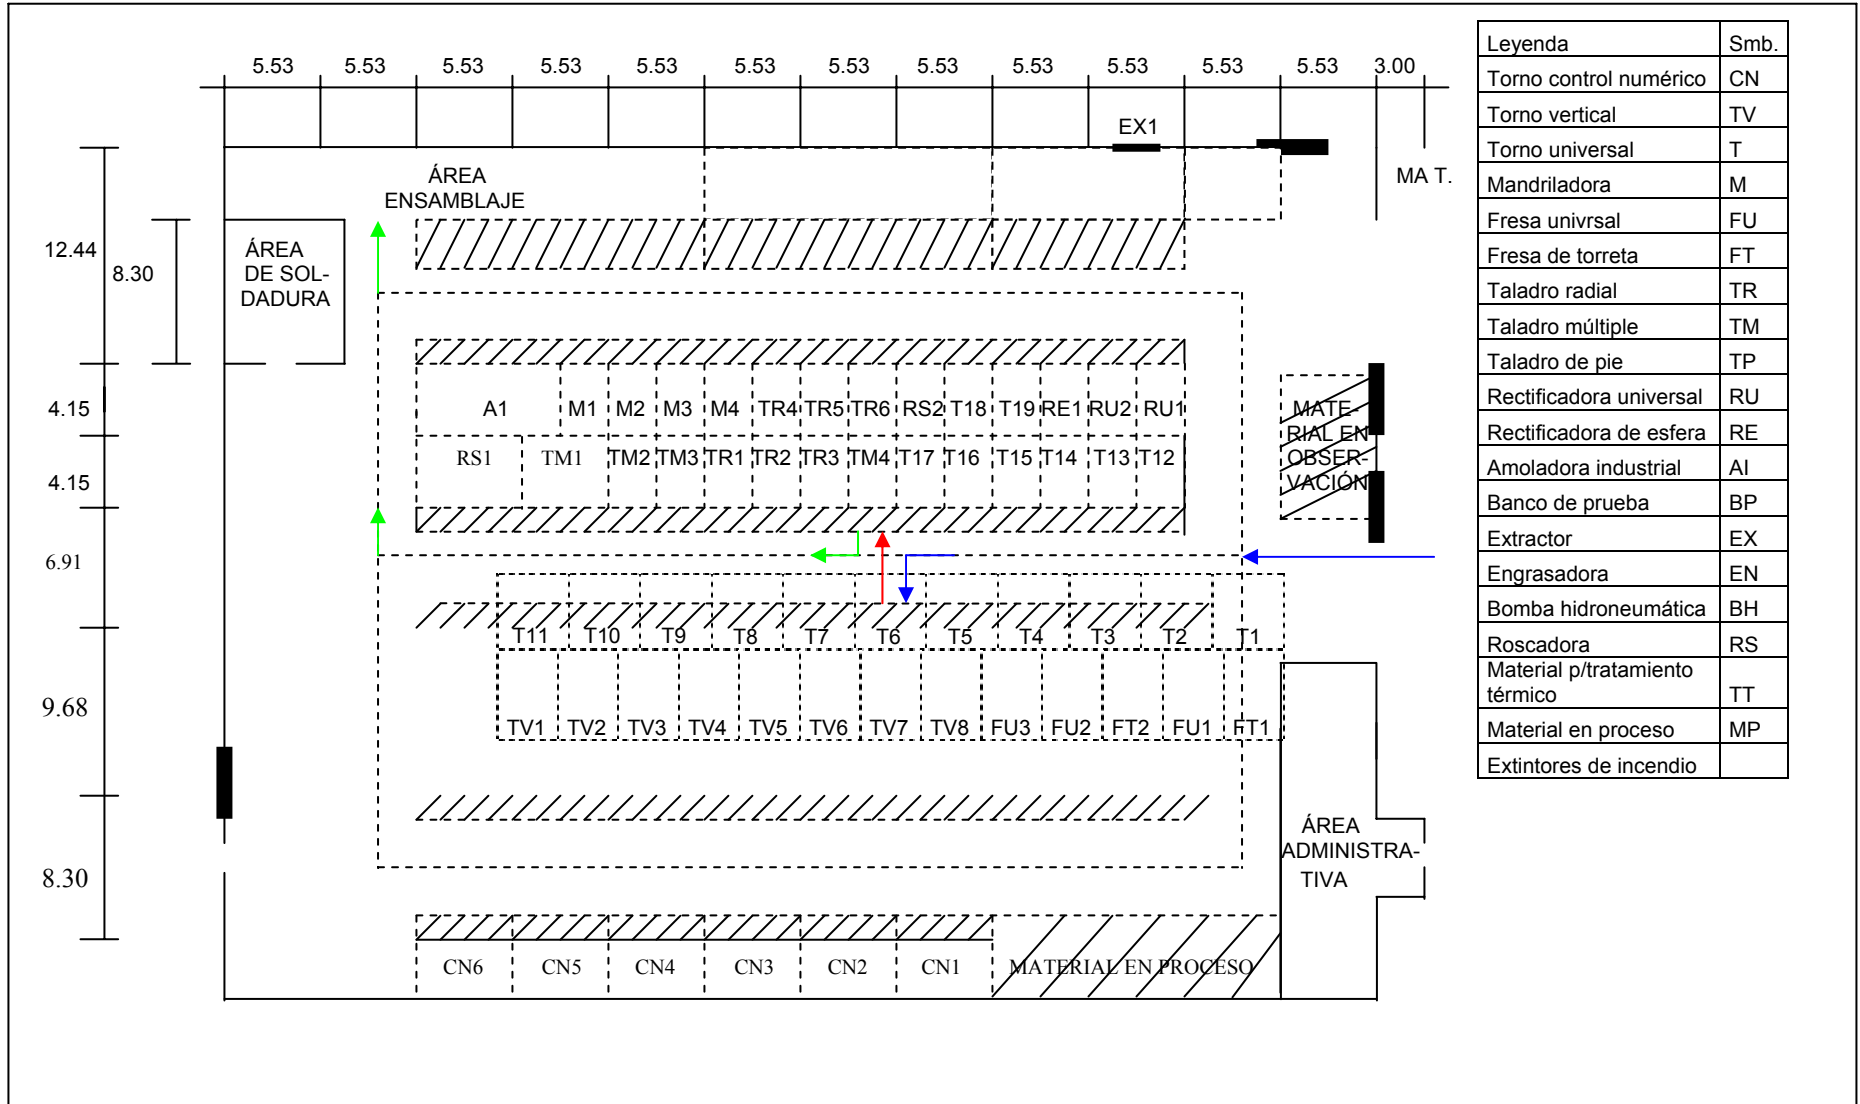 5.53 5.53 5.53 5.53 5.53 5.53 5.53 5.53 5.53 5.53 5.53 5.53 3.00
EX1
MA T.
ÁREA
ENSAMBLAJE
12.44
8.30
ÁREA
DE SOL-
DADURA
4.15
A1 M1 M2 M3 M4 TR4 TR5 TR6 RS2 T18 T19 RE1 RU2 RU1
4.15
RS1 TM1 TM2 TM3 TR1 TR2 TR3 TM4 T17 T16 T15 T14 T13 T12
MATE-
RIAL EN
OBSER-
VACIÓN
6.91
T11 T10 T9 T8 T7 T6 T5 T4 T3 T2 T1
9.68
TV1 TV2 TV3 TV4 TV5 TV6 TV7 TV8 FU3 FU2 FT2 FU1 FT1
8.30
ÁREA
ADMINISTRA-
TIVA
CN6 CN5 CN4 CN3 CN2 CN1 MATERIAL EN PROCESO
Leyenda Smb.
Torno control numérico CN
Torno vertical TV
Torno universal T
Mandriladora M
Fresa univrsal FU
Fresa de torreta FT
Taladro radial TR
Taladro múltiple TM
Taladro de pie TP
Rectificadora universal RU
Rectificadora de esfera RE
Amoladora industrial AI
Banco de prueba BP
Extractor EX
Engrasadora EN
Bomba hidroneumática BH
Roscadora RS
Material p/tratamiento
térmico TT
Material en proceso MP
Extintores de incendio